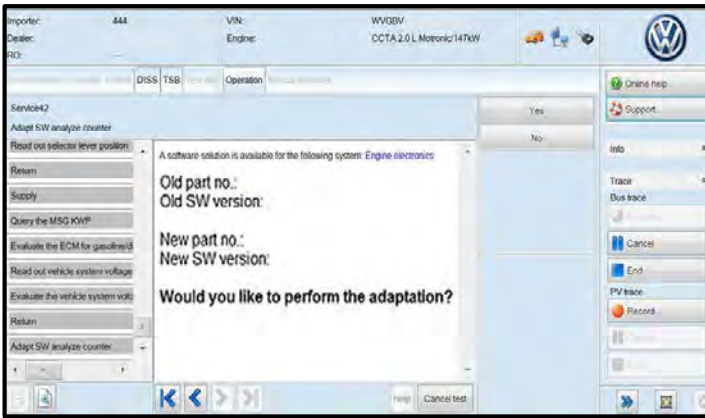 Importer: 444 VIN: WVGBV
Dealer: Engine: CCTA 2.0 L Motronic/147kW
RO:
DISS TSB Operation
Service42
Adapt SW analyze counter
Read out selector lever position
Return
Supply
Query the MSG KWP
Evaluate the ECM for gasoline/di
Read out vehicle system voltage
Evaluate the vehicle system volt
Return
Adapt SW analyze counter
A software solution is available for the following system: Engine electronics
Old part no.:
Old SW version:
New part no.:
New SW version:
Would you like to perform the adaptation?
Yes
No
Help Cancel test
Online help
Support...
Info
Trace
Bus trace
Cancel
End
PV trace
Record